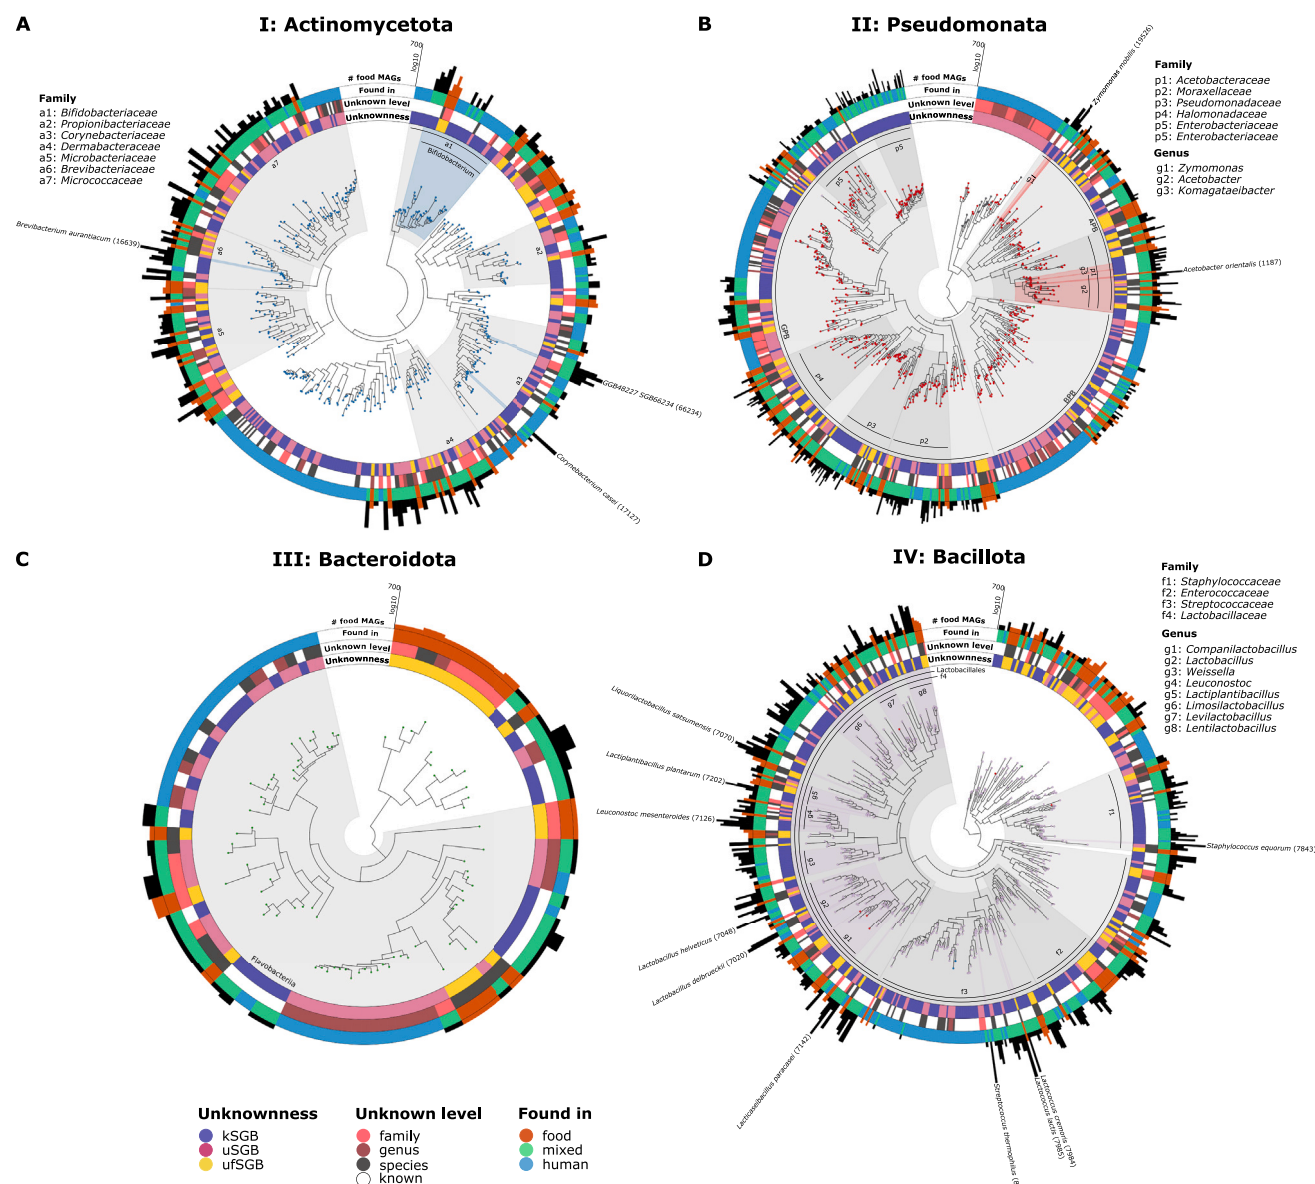 A
I: Actinomycetota
700
log10
# food MAGs
Found in
Unknown level
Unknownness
Family
a1: Bifidobacteriaceae
a2: Propionibacteriaceae
a3: Corynebacteriaceae
a4: Dermabacteraceae
a5: Microbacteriaceae
a6: Brevibacteriaceae
a7: Micrococcaceae
a1
Bifidobacterium
a2
a3
a4
a5
a6
a7
Brevibacterium aurantiacum (16639)
GGB48227 SGB66234 (66234)
Corynebacterium casei (17127)
B
II: Pseudomonata
700
log10
# food MAGs
Found in
Unknown level
Unknownness
Zymomonas mobilis (19526)
Family
p1: Acetobacteraceae
p2: Moraxellaceae
p3: Pseudomonadaceae
p4: Halomonadaceae
p5: Enterobacteriaceae
p5: Enterobacteriaceae
Genus
g1: Zymomonas
g2: Acetobacter
g3: Komagataeibacter
p5
p5
g1
APB
p1
g3
g2
Acetobacter orientalis (1187)
GPB
BPB
p4
p3
p2
C
III: Bacteroidota
700
log10
# food MAGs
Found in
Unknown level
Unknownness
Flavobacteriia
D
IV: Bacillota
700
log10
# food MAGs
Found in
Unknown level
Unknownness
Lactobacillales
f4
Family
f1: Staphylococcaceae
f2: Enterococcaceae
f3: Streptococcaceae
f4: Lactobacillaceae
Genus
g1: Companilactobacillus
g2: Lactobacillus
g3: Weissella
g4: Leuconostoc
g5: Lactiplantibacillus
g6: Limosilactobacillus
g7: Levilactobacillus
g8: Lentilactobacillus
g8
g7
g6
g5
g4
g3
g2
g1
f1
f2
f3
Liquorilactobacillus satsumensis (7070)
Lactiplantibacillus plantarum (7202)
Leuconostoc mesenteroides (7126)
Staphylococcus equorum (7843)
Lactobacillus helveticus (7048)
Lactobacillus delbrueckii (7020)
Lacticaseibacillus paracasei (7142)
Streptococcus thermophilus (8
Lactococcus lactis (7985)
Lactococcus cremoris (7984)
Unknownness
kSGB
uSGB
ufSGB
Unknown level
family
genus
species
known
Found in
food
mixed
human